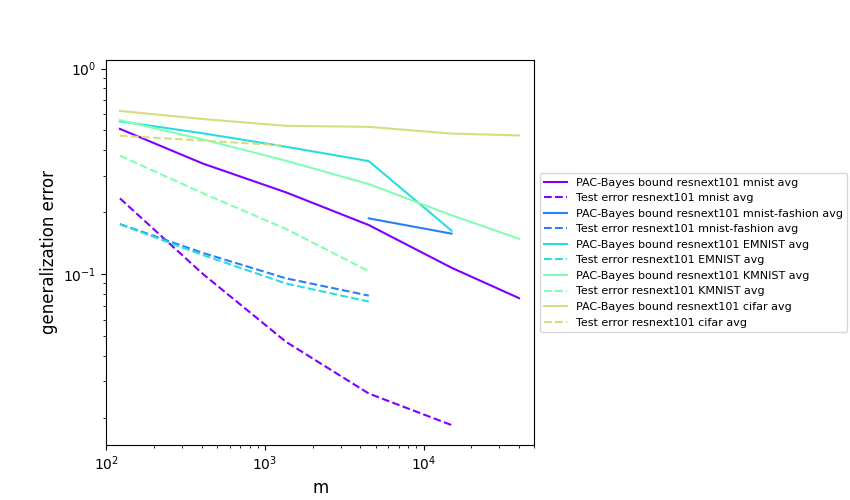 10⁰
10⁻¹
generalization error
10²
10³
10⁴
m
PAC-Bayes bound resnext101 mnist avg
Test error resnext101 mnist avg
PAC-Bayes bound resnext101 mnist-fashion avg
Test error resnext101 mnist-fashion avg
PAC-Bayes bound resnext101 EMNIST avg
Test error resnext101 EMNIST avg
PAC-Bayes bound resnext101 KMNIST avg
Test error resnext101 KMNIST avg
PAC-Bayes bound resnext101 cifar avg
Test error resnext101 cifar avg